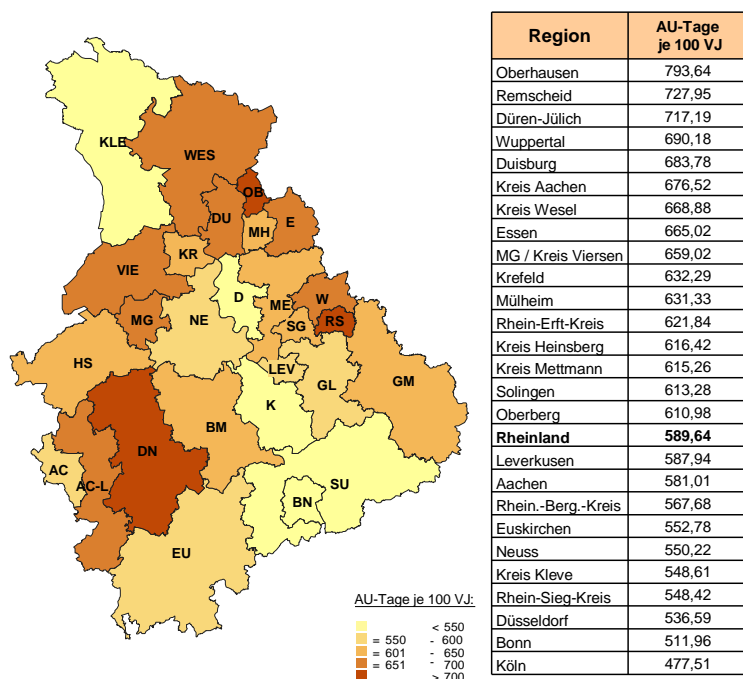 KLE
WES
OB
DU
E
MH
KR
VIE
D
W
ME
MG
NE
SG
RS
HS
LEV
GL
GM
K
BM
DN
AC
AC-L
SU
BN
EU
AU-Tage je 100 VJ:
< 550
= 550 - 600
= 601 - 650
= 651 - 700
> 700
Region AU-Tage je 100 VJ
Oberhausen 793,64
Remscheid 727,95
Düren-Jülich 717,19
Wuppertal 690,18
Duisburg 683,78
Kreis Aachen 676,52
Kreis Wesel 668,88
Essen 665,02
MG / Kreis Viersen 659,02
Krefeld 632,29
Mülheim 631,33
Rhein-Erft-Kreis 621,84
Kreis Heinsberg 616,42
Kreis Mettmann 615,26
Solingen 613,28
Oberberg 610,98
Rheinland 589,64
Leverkusen 587,94
Aachen 581,01
Rhein.-Berg.-Kreis 567,68
Euskirchen 552,78
Neuss 550,22
Kreis Kleve 548,61
Rhein-Sieg-Kreis 548,42
Düsseldorf 536,59
Bonn 511,96
Köln 477,51